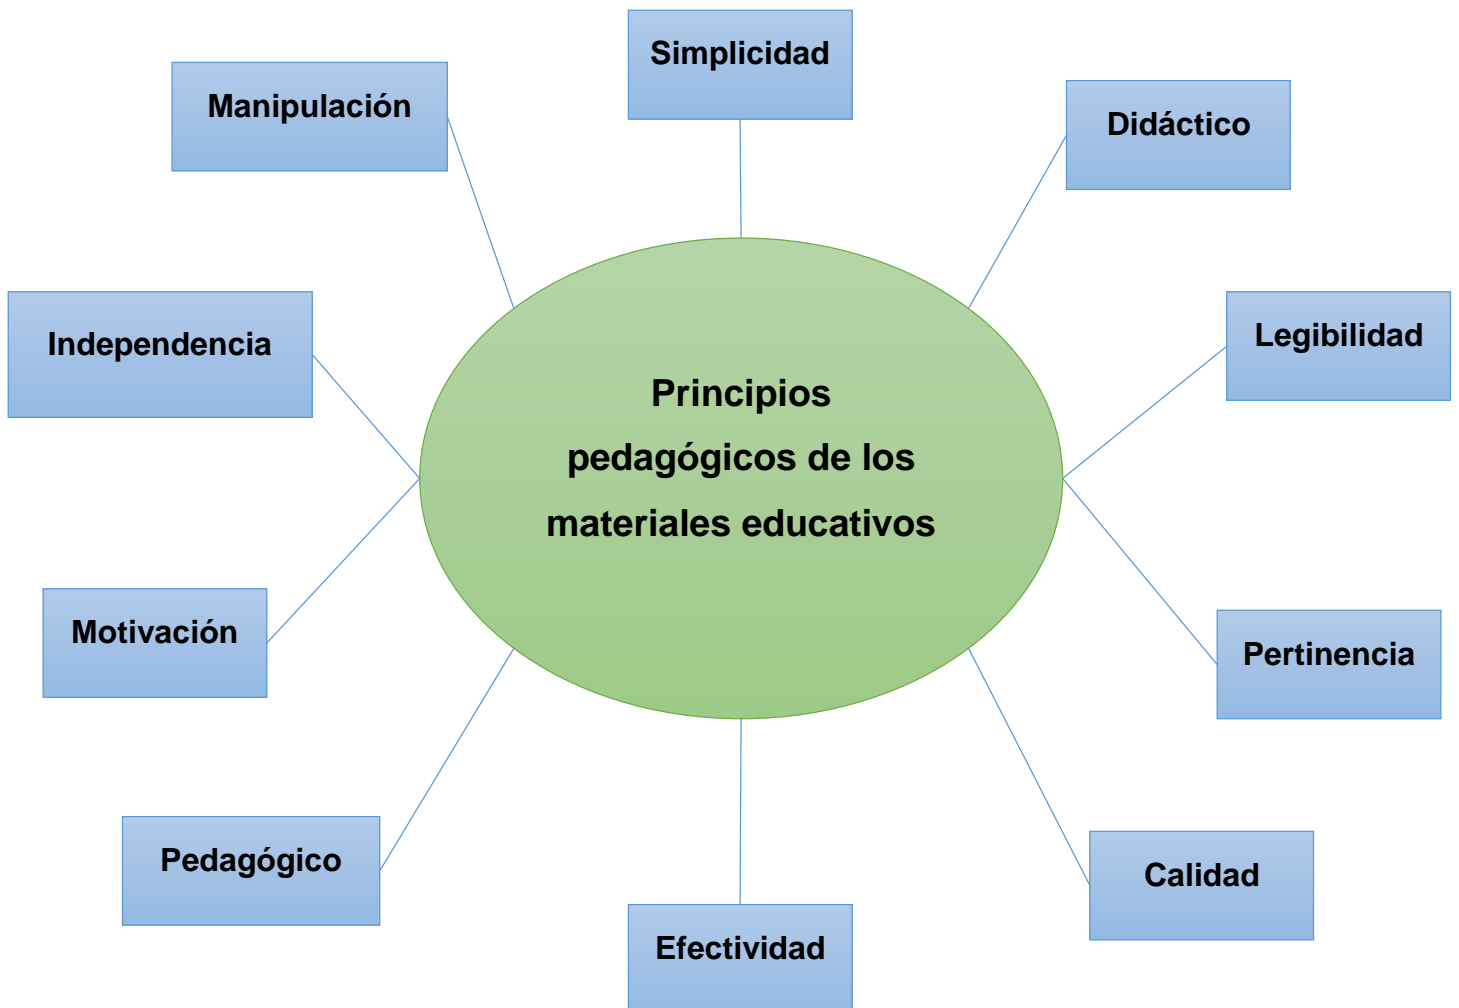 Simplicidad
Manipulación
Didáctico
Independencia
Legibilidad
Principios
pedagógicos de los
materiales educativos
Motivación
Pertinencia
Pedagógico
Calidad
Efectividad